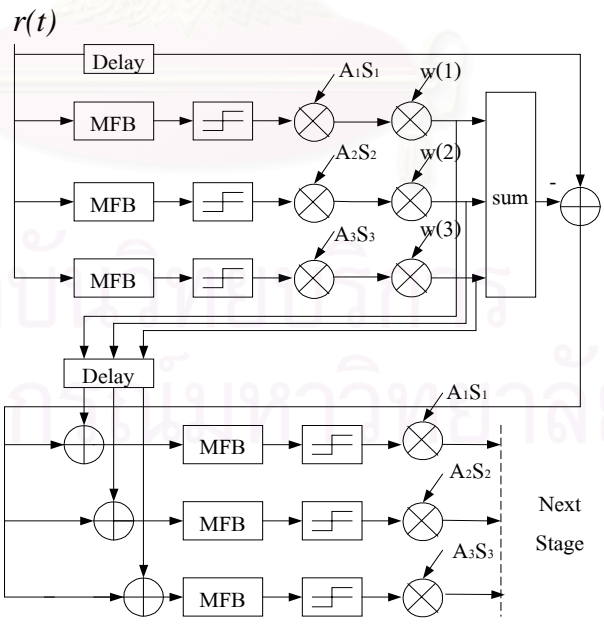 r(t)
Delay
A1S1
w(1)
MFB
A2S2
w(2)
MFB
sum
-
A3S3
w(3)
MFB
Delay
A1S1
MFB
A2S2
MFB
Next
Stage
A3S3
MFB